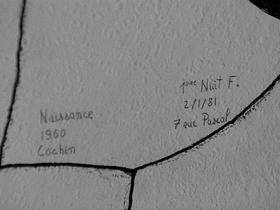 Naissance
1960
Cochin
1ère Nuit F.
2/1/81
7 rue Pascal